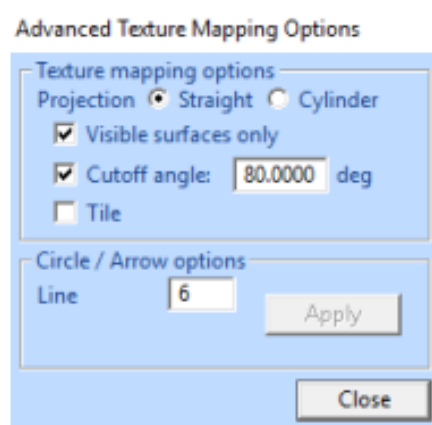 Advanced Texture Mapping Options
Texture mapping options
Projection Straight Cylinder
Visible surfaces only
Cutoff angle: 80.0000 deg
Tile
Circle / Arrow options
Line 6
Apply
Close